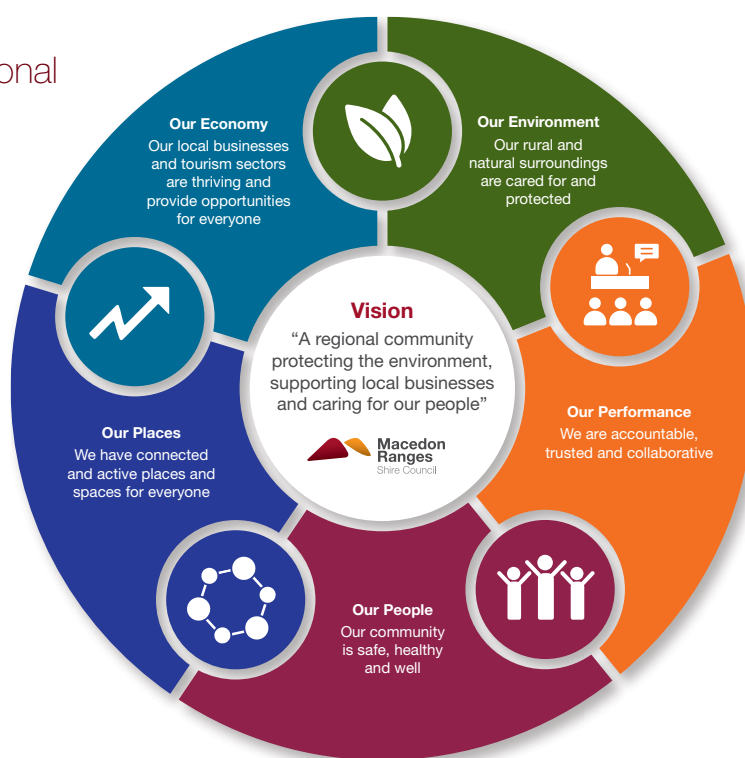 onal
Our Economy
Our local businesses
and tourism sectors
are thriving and
provide opportunities
for everyone
Our Environment
Our rural and
natural surroundings
are cared for and
protected
Vision
“A regional community
protecting the environment,
supporting local businesses
and caring for our people”
Macedon
Ranges
Shire Council
Our Performance
We are accountable,
trusted and collaborative
Our Places
We have connected
and active places and
spaces for everyone
Our People
Our community
is safe, healthy
and well